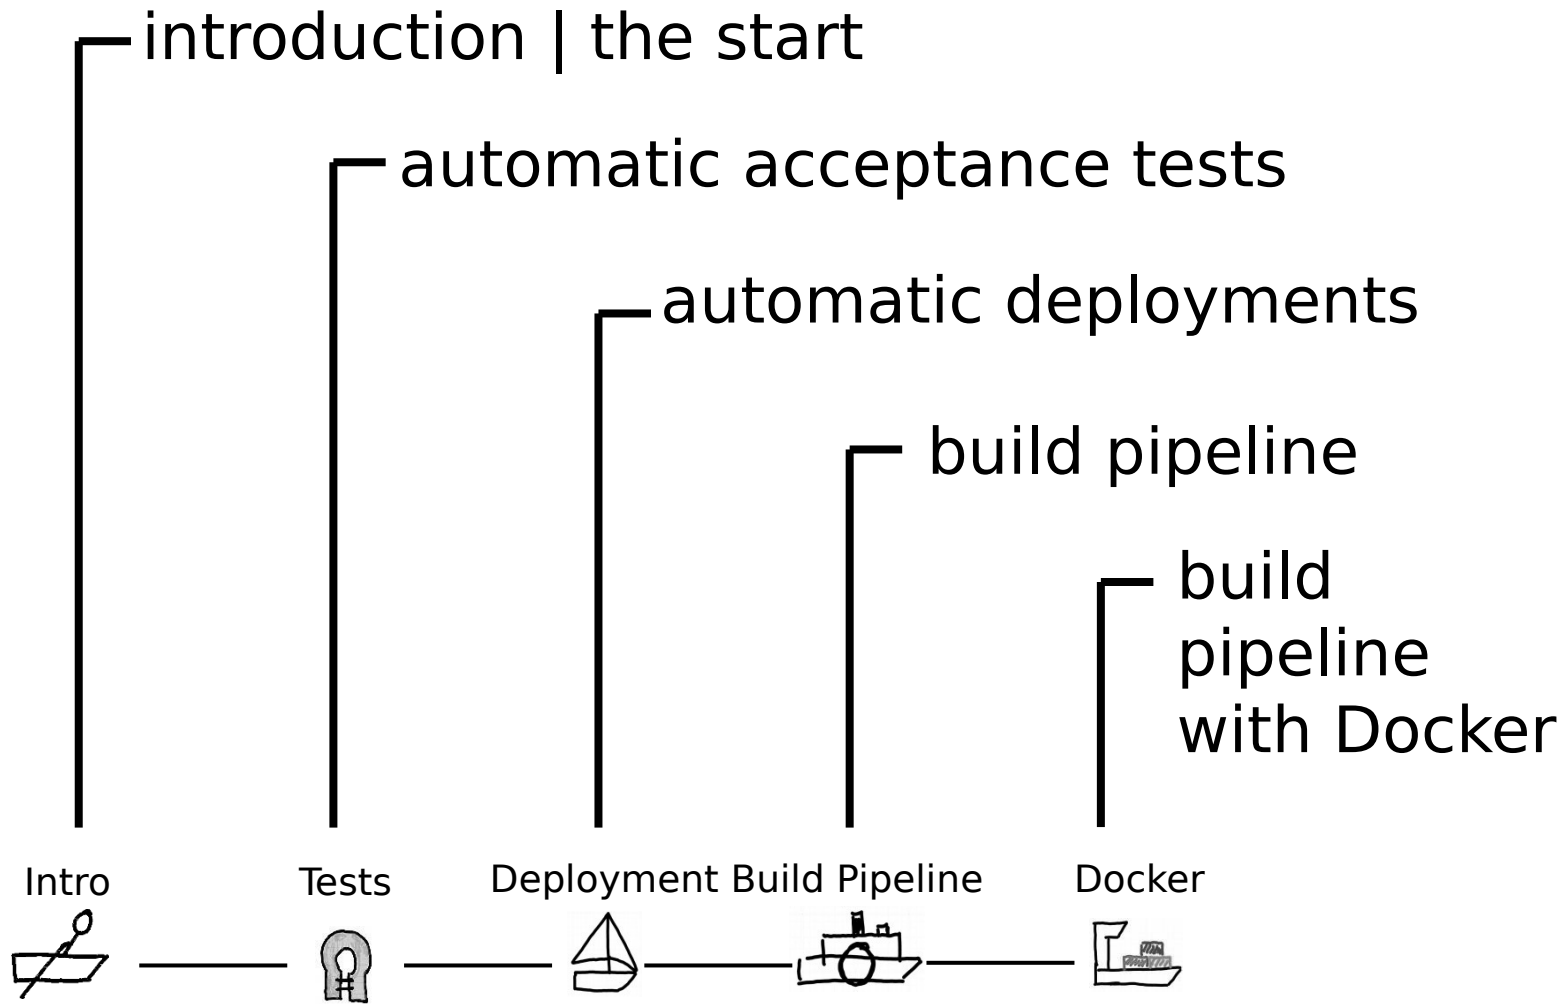 introduction | the start
automatic acceptance tests
automatic deployments
build pipeline
build
pipeline
with Docker
Intro
Tests
Deployment
Build Pipeline
Docker